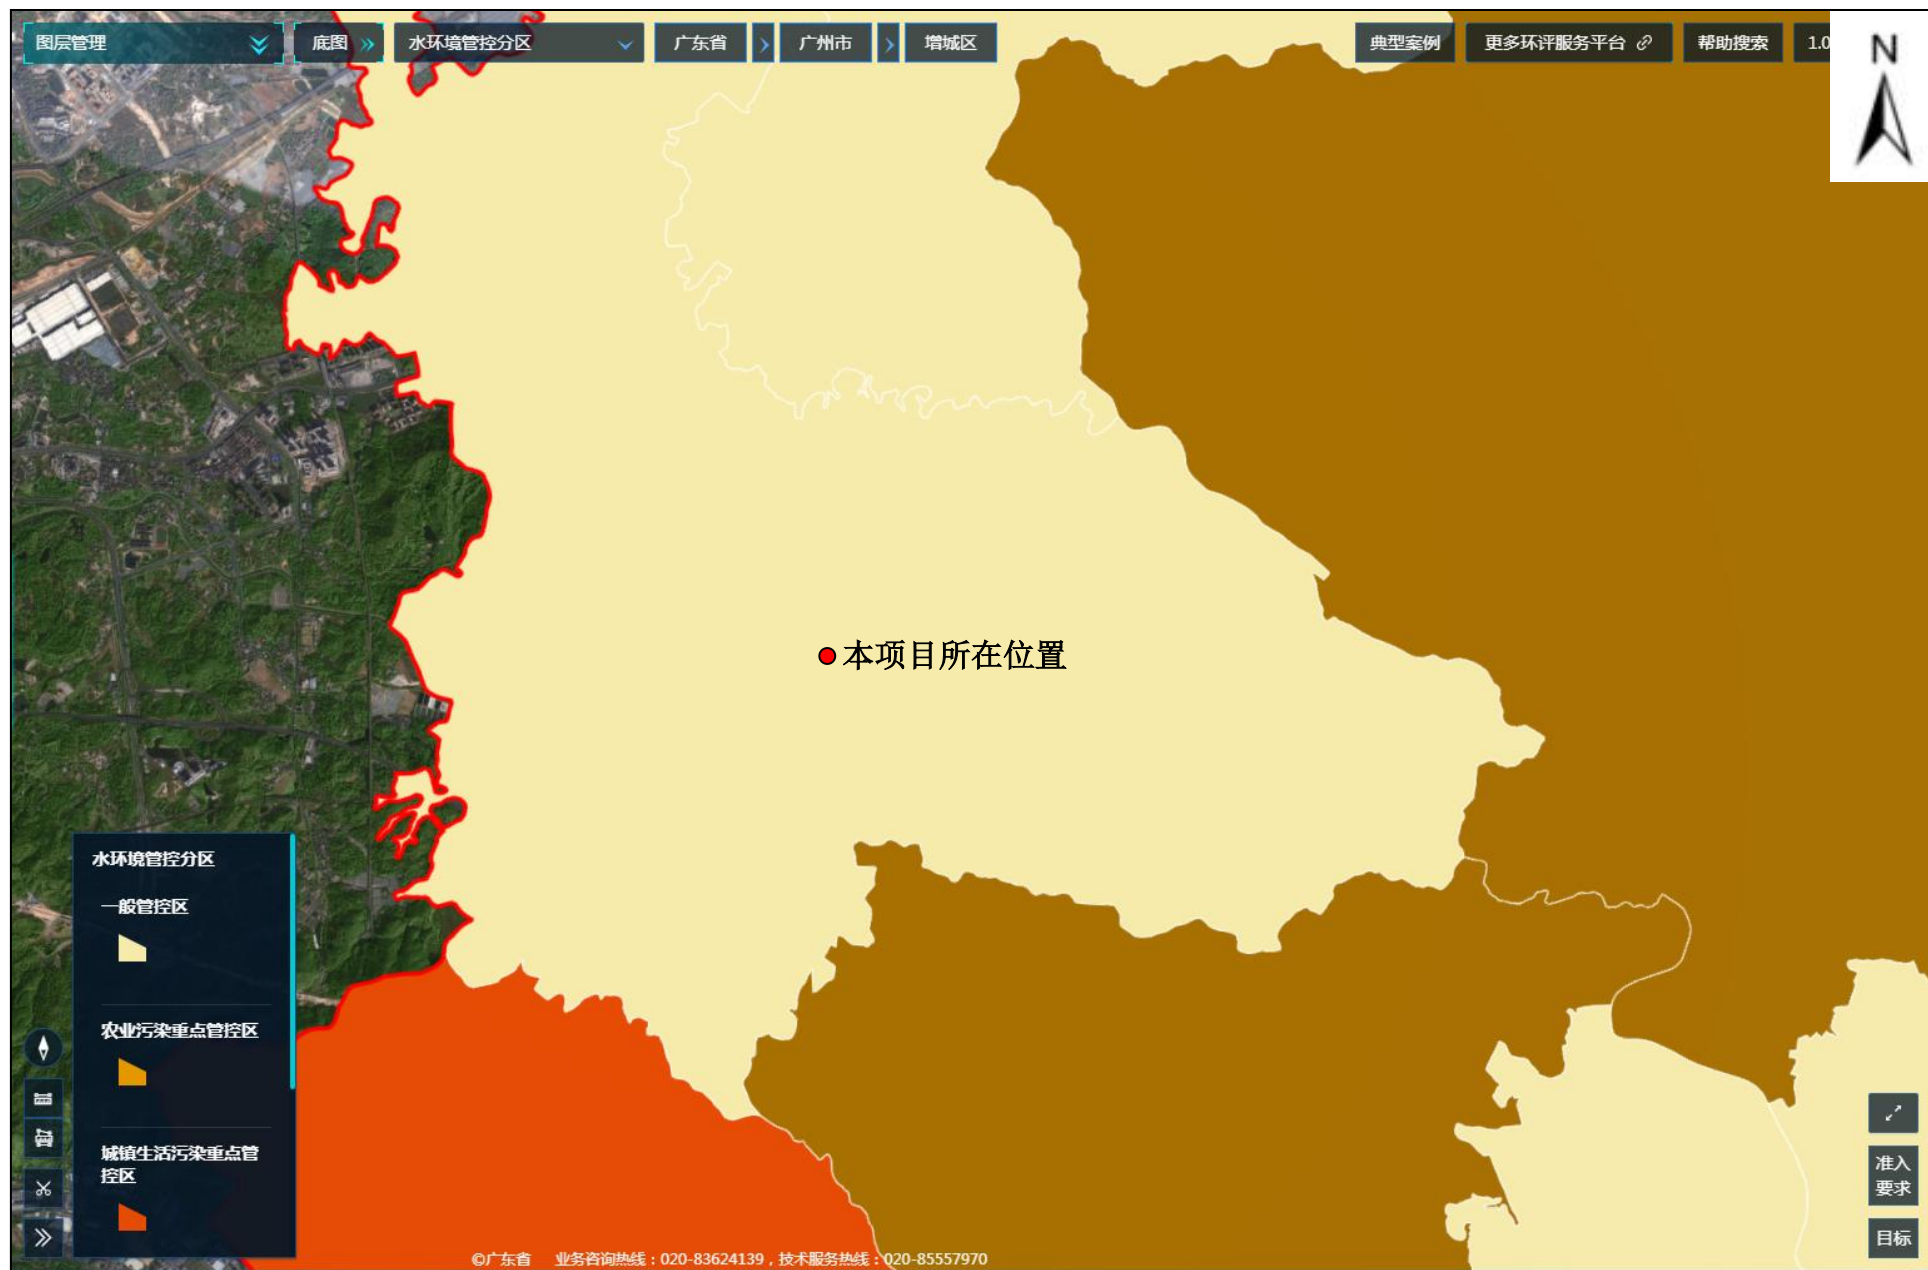 图层管理
底图
水环境管控分区
广东省
广州市
增城区
典型案例
更多环评服务平台
帮助搜索
1.0
N
本项目所在位置
水环境管控分区
一般管控区
农业污染重点管控区
城镇生活污染重点管
控区
准入
要求
目标
©广东省 业务咨询热线：020-83624139，技术服务热线：020-85557970